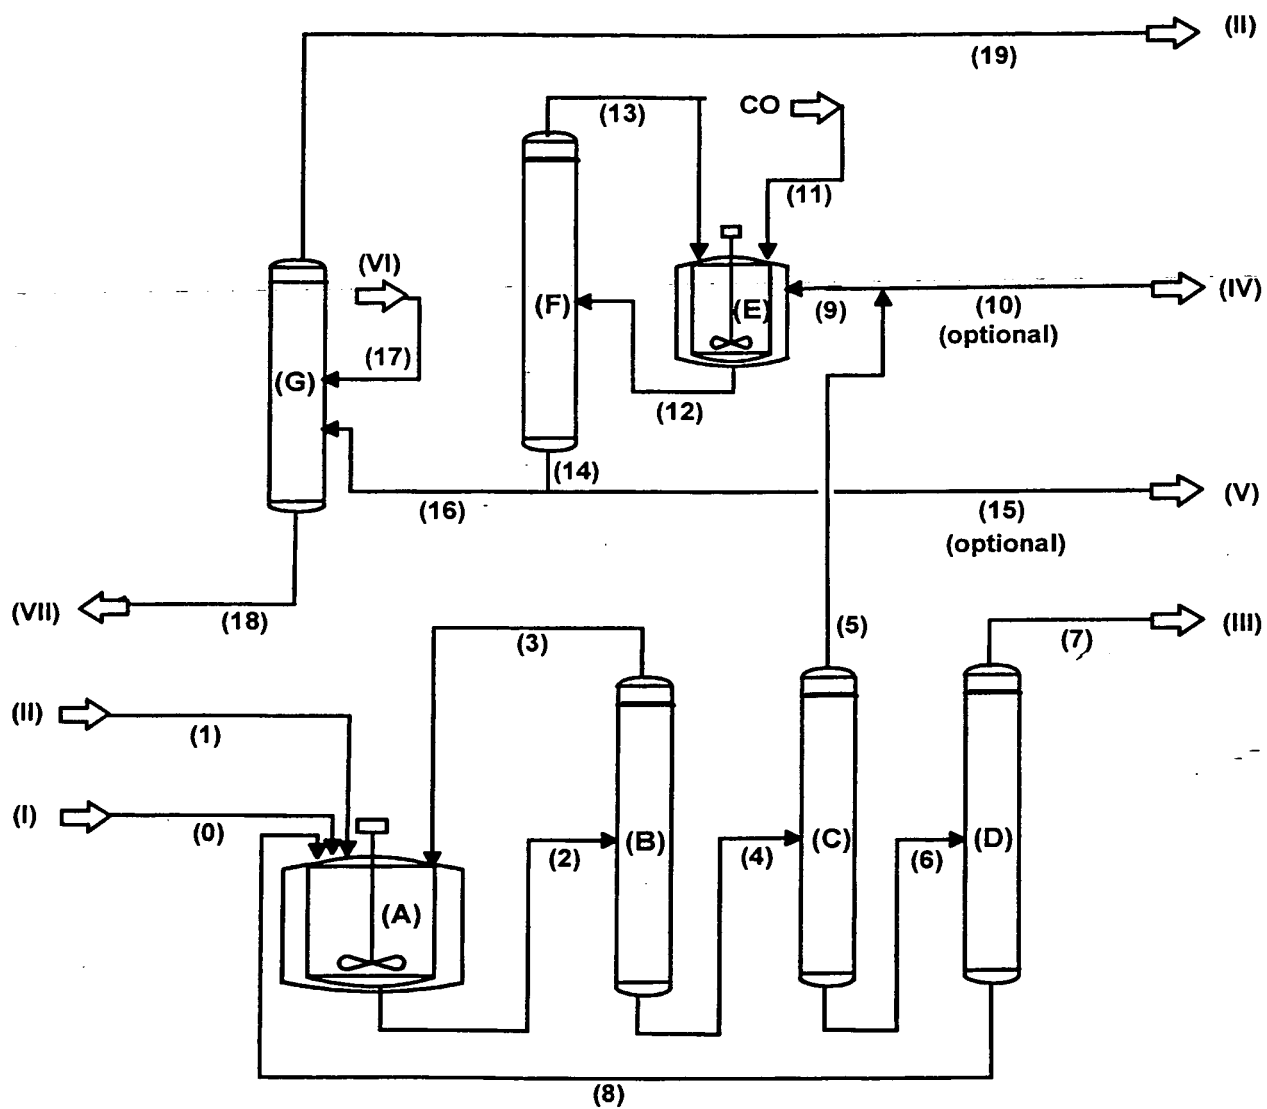 (II)
(19)
(13)
CO
(11)
(VI)
(F)
(E)
(9)
(10)
(optional)
(IV)
(17)
(G)
(12)
(14)
(16)
(15)
(optional)
(V)
(VII)
(18)
(3)
(5)
(7)
(III)
(II)
(1)
(I)
(0)
(2)
(B)
(4)
(C)
(6)
(D)
(A)
(8)